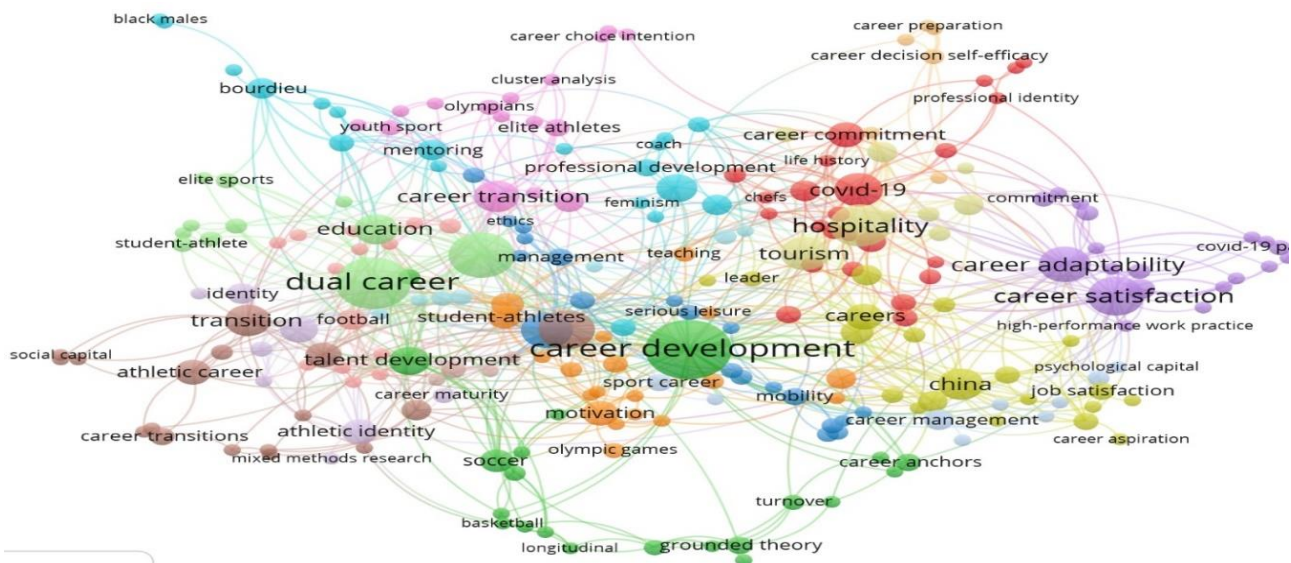 black males
career choice intention
career preparation
career decision self-efficacy
cluster analysis
bourdieu
professional identity
olympians
youth sport
elite athletes
career commitment
coach
mentoring
life history
professional development
elite sports
career transition
covıd-19
chefs
commitment
feminism
ethics
education
hospitality
student-athlete
covıd-19 p
management
teaching
tourism
career adaptability
dual career
leader
identity
career satisfaction
serious leisure
transition
football
student-athletes
careers
high-performance work practice
career development
social capital
talent development
athletic career
psychological capital
sport career
china
career maturity
mobility
job satisfaction
motivation
career management
career transitions
athletic identity
career aspiration
mixed methods research
olympic games
soccer
career anchors
turnover
basketball
longitudinal
grounded theory